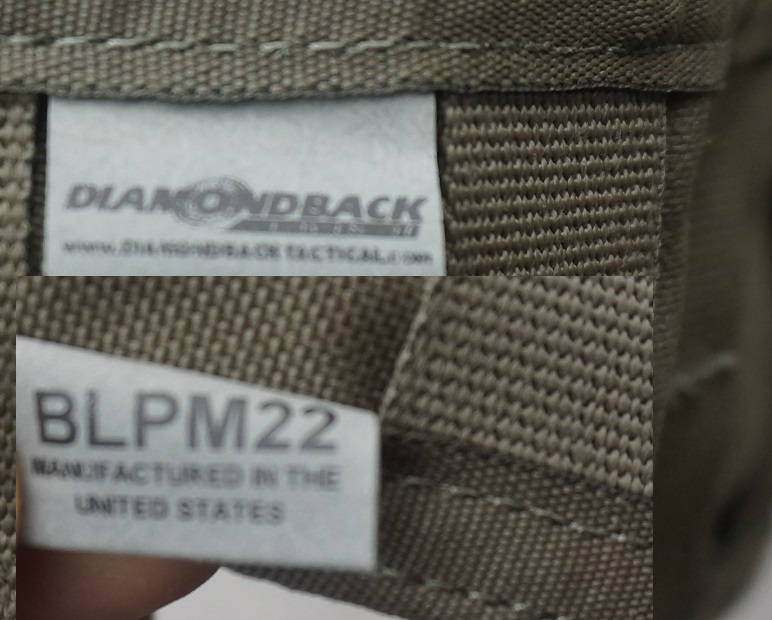 DIAMONDBACK
www.DIAMONDBACKTACTICAL.com
BLPM22
MANUFACTURED IN THE
UNITED STATES